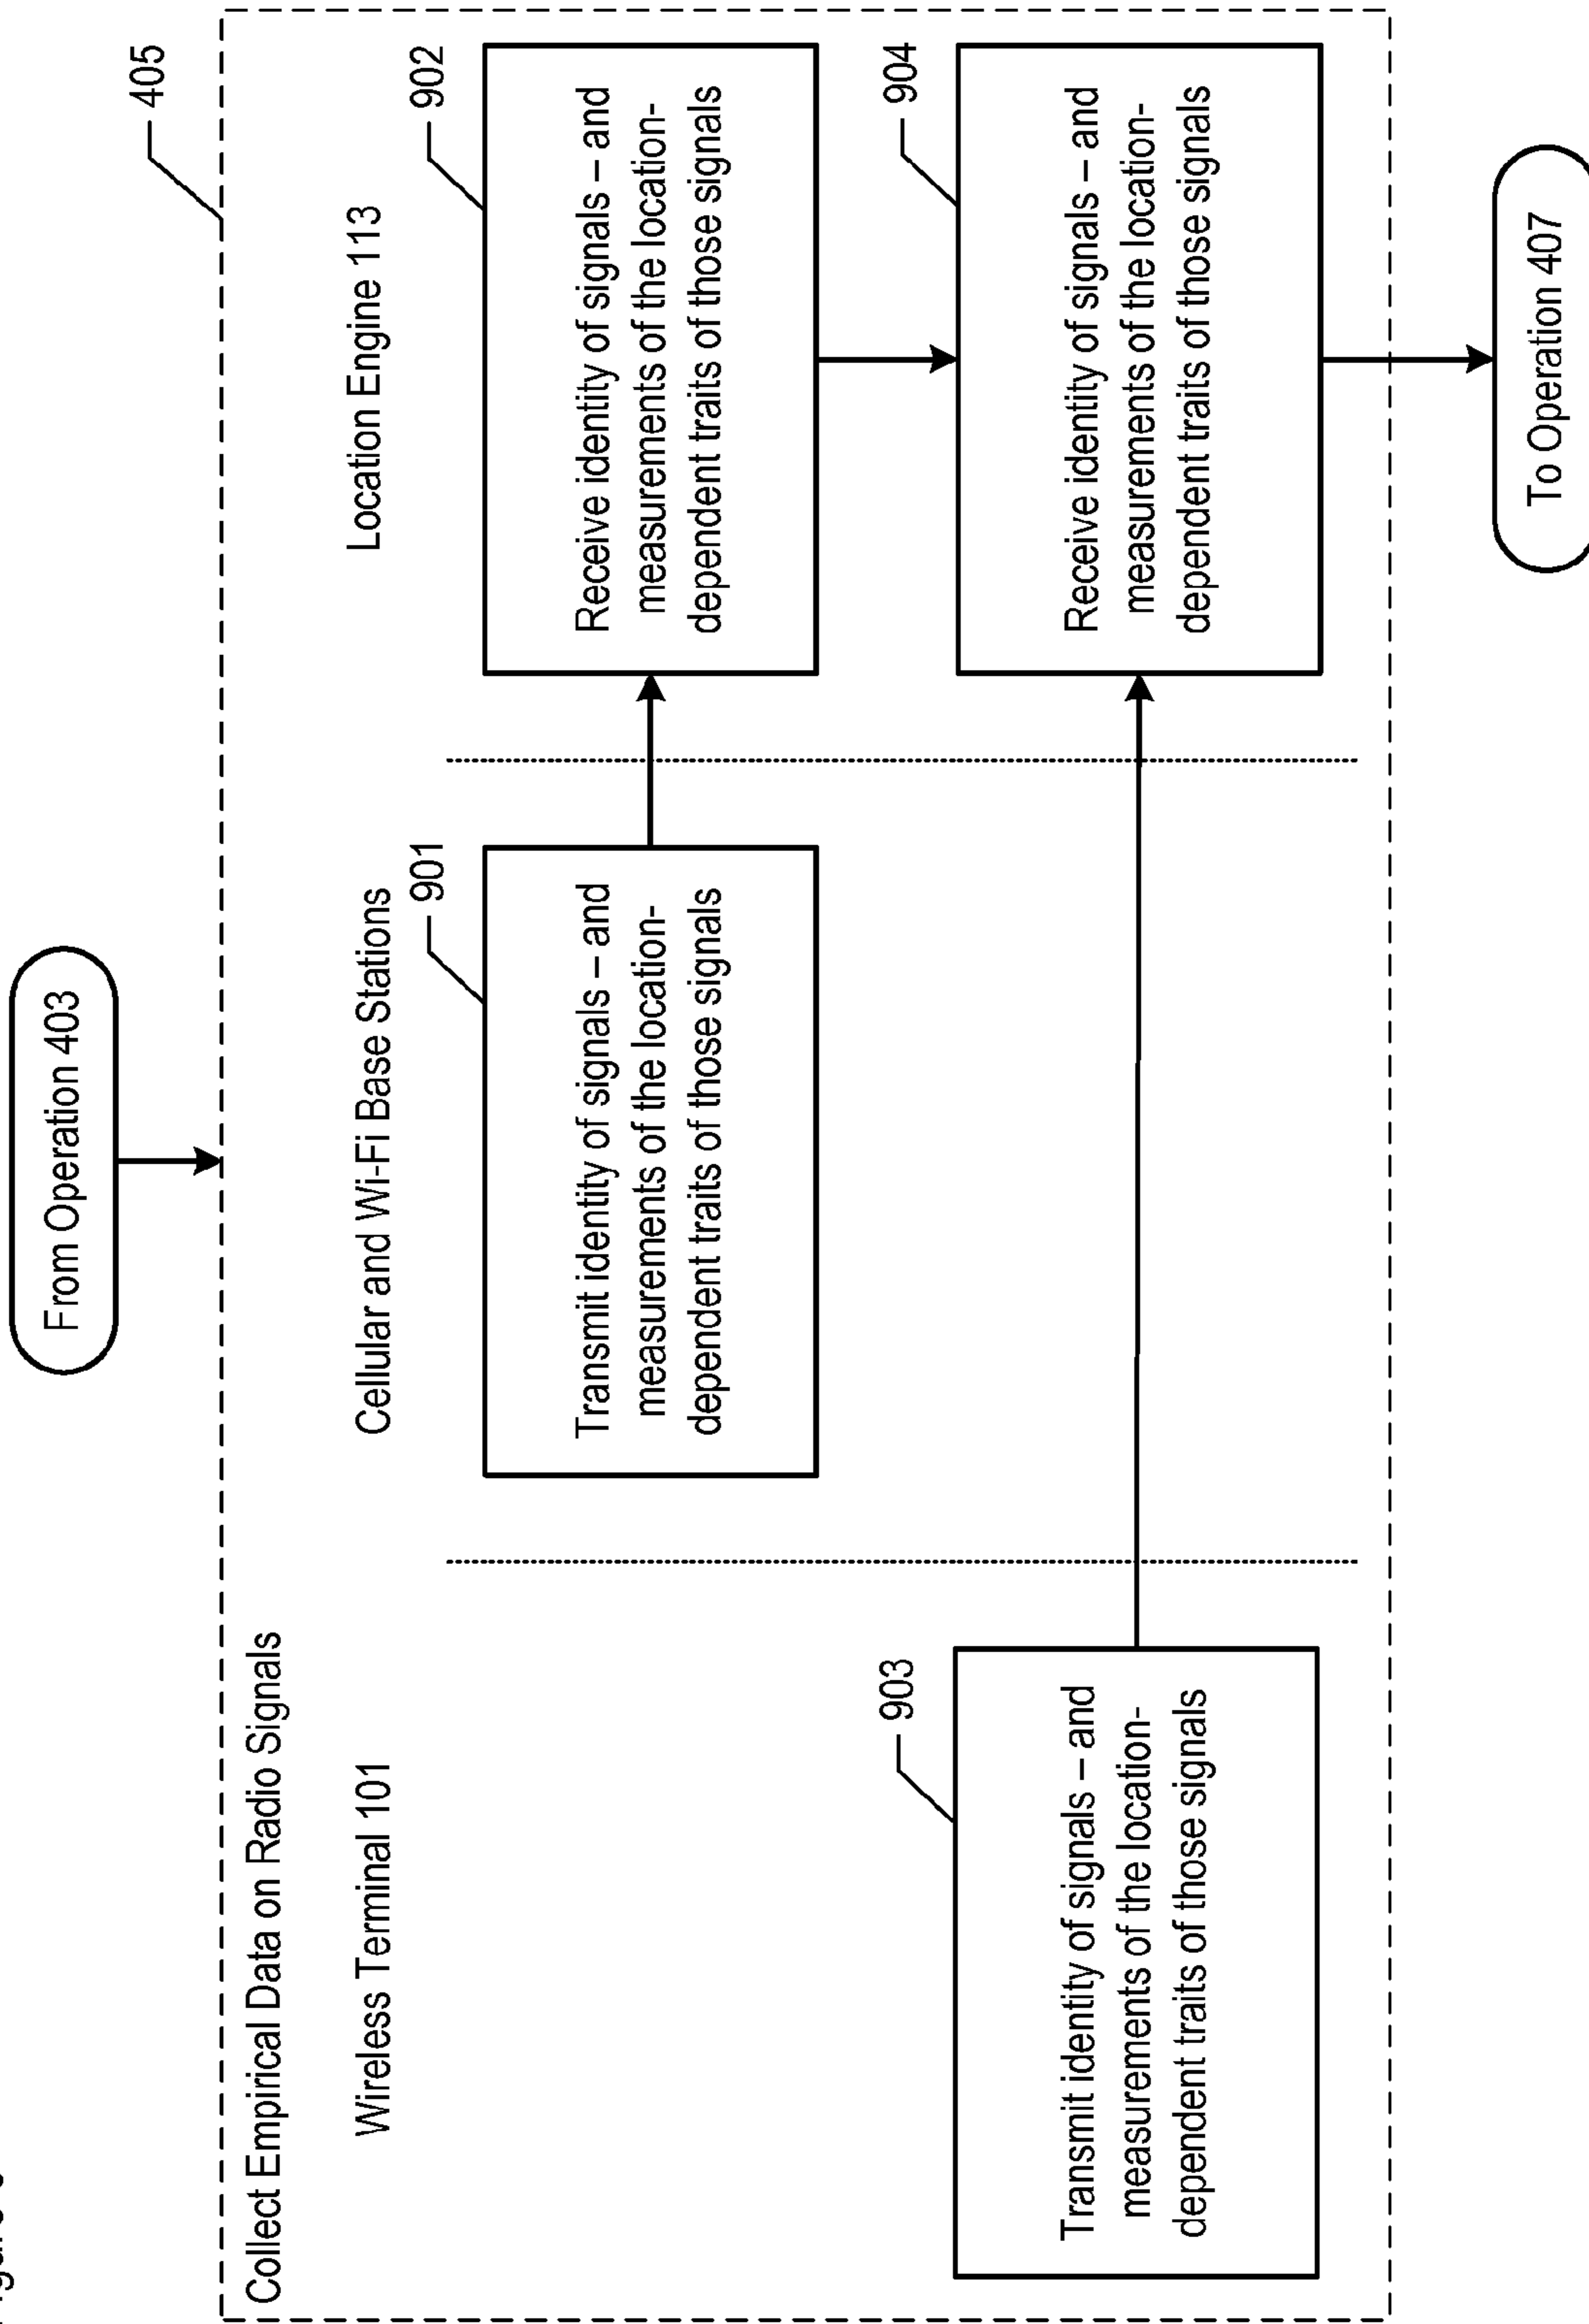 From Operation 403
405
Collect Empirical Data on Radio Signals
Wireless Terminal 101
Cellular and Wi-Fi Base Stations
Location Engine 113
901
Transmit identity of signals – and
measurements of the location-
dependent traits of those signals
902
Receive identity of signals – and
measurements of the location-
dependent traits of those signals
903
Transmit identity of signals – and
measurements of the location-
dependent traits of those signals
904
Receive identity of signals – and
measurements of the location-
dependent traits of those signals
To Operation 407